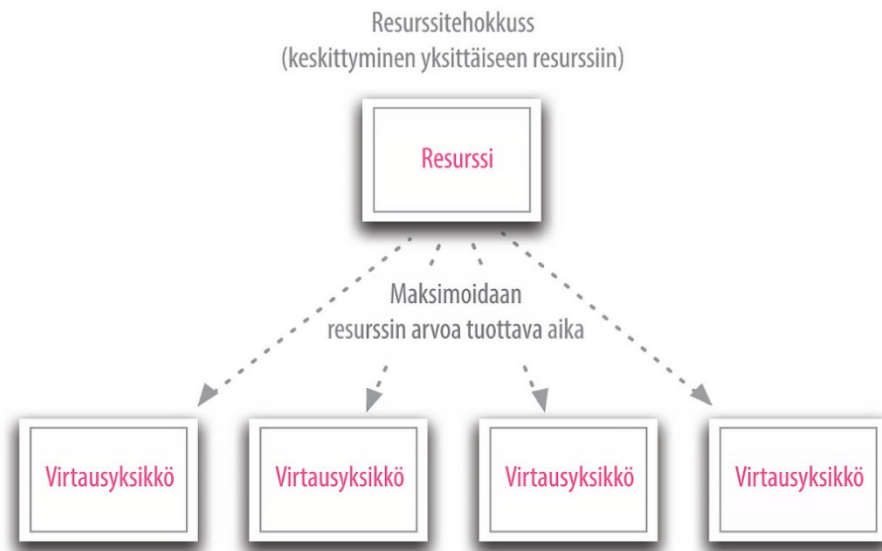 Resurssitehokkuss
(keskittyminen yksittäiseen resurssiin)
Resurssi
Maksimoidaan
resurssin arvoa tuottava aika
Virtausyksikkö
Virtausyksikkö
Virtausyksikkö
Virtausyksikkö